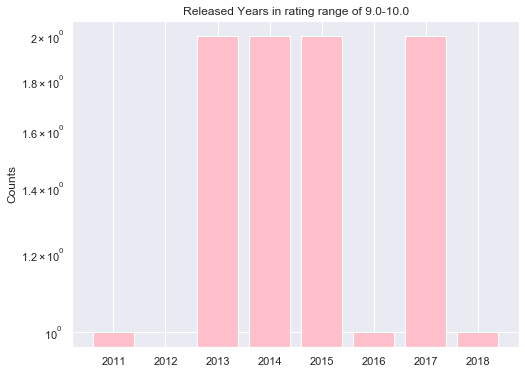 Released Years in rating range of 9.0-10.0
Counts
2 × 10⁰
1.8 × 10⁰
1.6 × 10⁰
1.4 × 10⁰
1.2 × 10⁰
10⁰
2011 2012 2013 2014 2015 2016 2017 2018